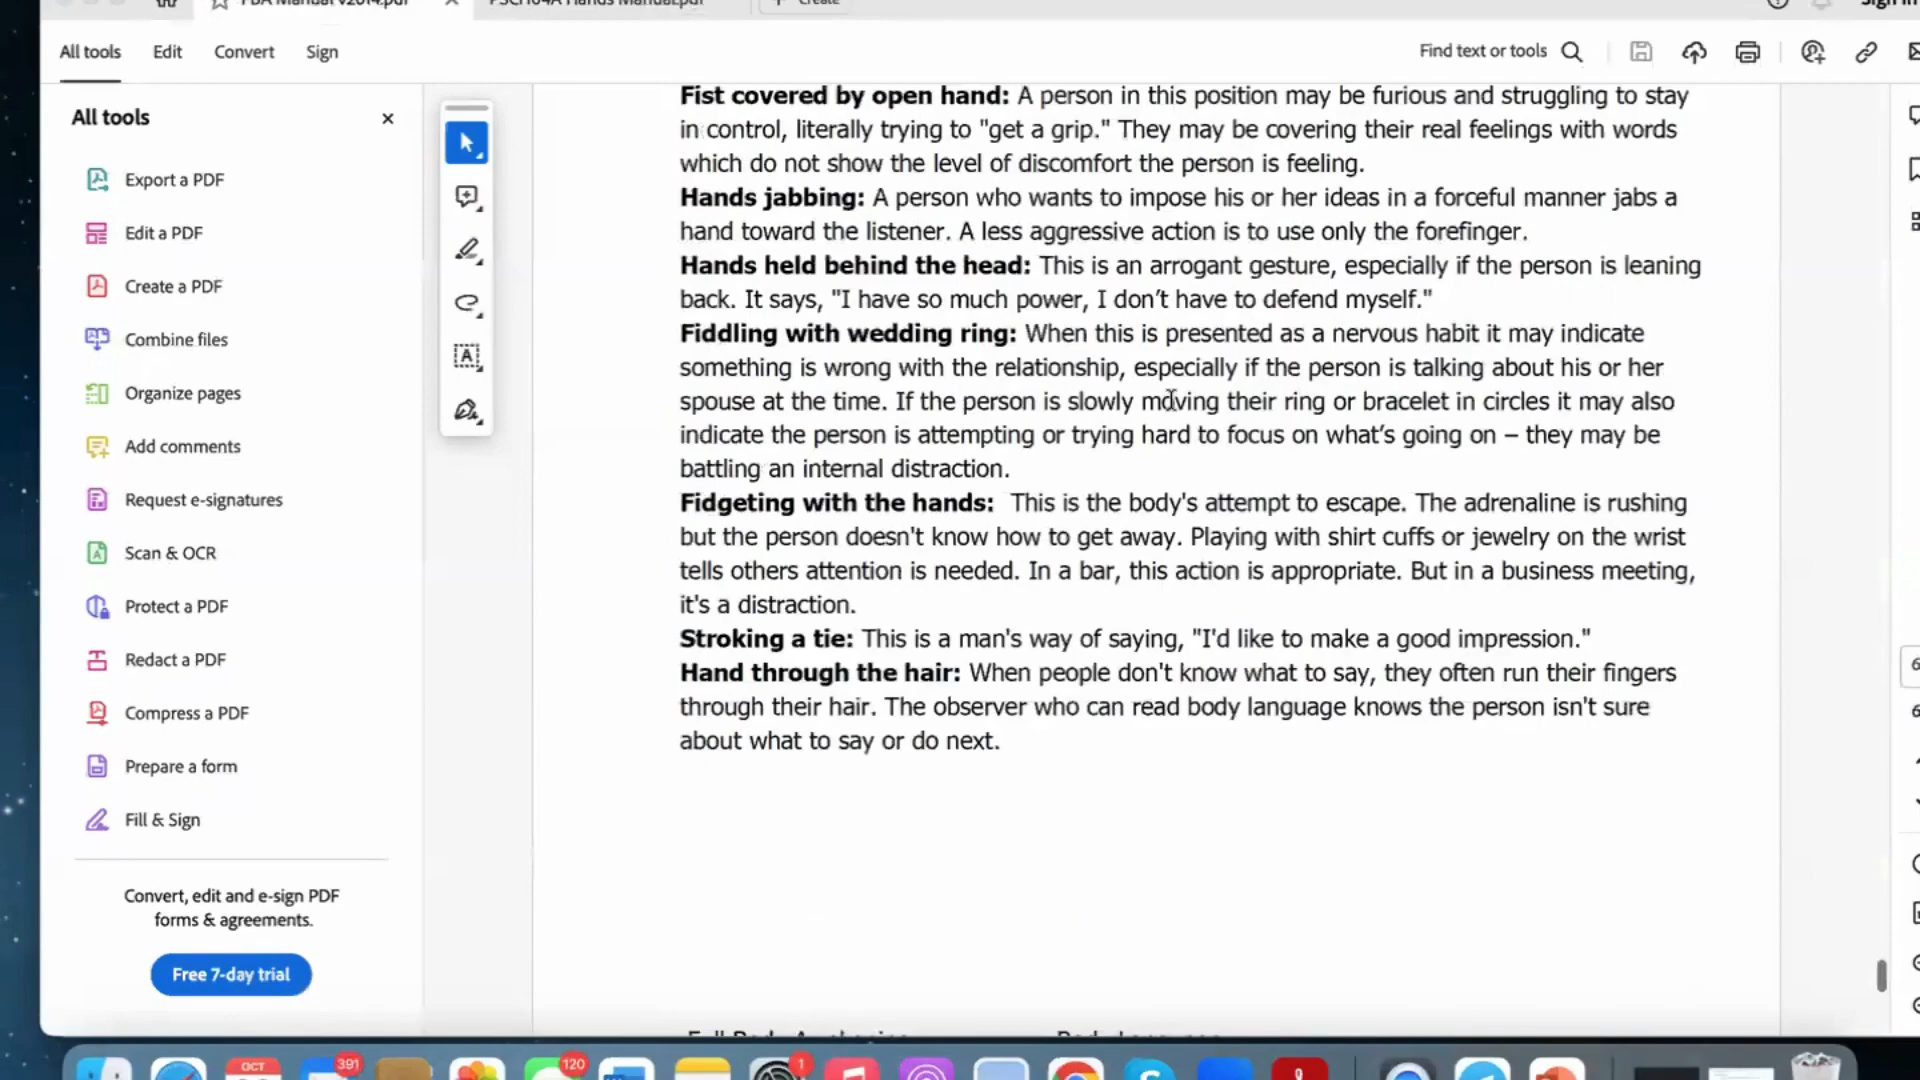 FBA Manual v2014.pdf
PSCH04A Hands Manual.pdf
Create
Sign in
All tools
Edit
Convert
Sign
Find text or tools
All tools
Export a PDF
Edit a PDF
Create a PDF
Combine files
Organize pages
Add comments
Request e-signatures
Scan & OCR
Protect a PDF
Redact a PDF
Compress a PDF
Prepare a form
Fill & Sign
Convert, edit and e-sign PDF
forms & agreements.
Free 7-day trial
Fist covered by open hand: A person in this position may be furious and struggling to stay
in control, literally trying to "get a grip." They may be covering their real feelings with words
which do not show the level of discomfort the person is feeling.
Hands jabbing: A person who wants to impose his or her ideas in a forceful manner jabs a
hand toward the listener. A less aggressive action is to use only the forefinger.
Hands held behind the head: This is an arrogant gesture, especially if the person is leaning
back. It says, "I have so much power, I don’t have to defend myself."
Fiddling with wedding ring: When this is presented as a nervous habit it may indicate
something is wrong with the relationship, especially if the person is talking about his or her
spouse at the time. If the person is slowly moving their ring or bracelet in circles it may also
indicate the person is attempting or trying hard to focus on what’s going on – they may be
battling an internal distraction.
Fidgeting with the hands: This is the body's attempt to escape. The adrenaline is rushing
but the person doesn't know how to get away. Playing with shirt cuffs or jewelry on the wrist
tells others attention is needed. In a bar, this action is appropriate. But in a business meeting,
it's a distraction.
Stroking a tie: This is a man's way of saying, "I'd like to make a good impression."
Hand through the hair: When people don't know what to say, they often run their fingers
through their hair. The observer who can read body language knows the person isn't sure
about what to say or do next.
OCT
391
120
1